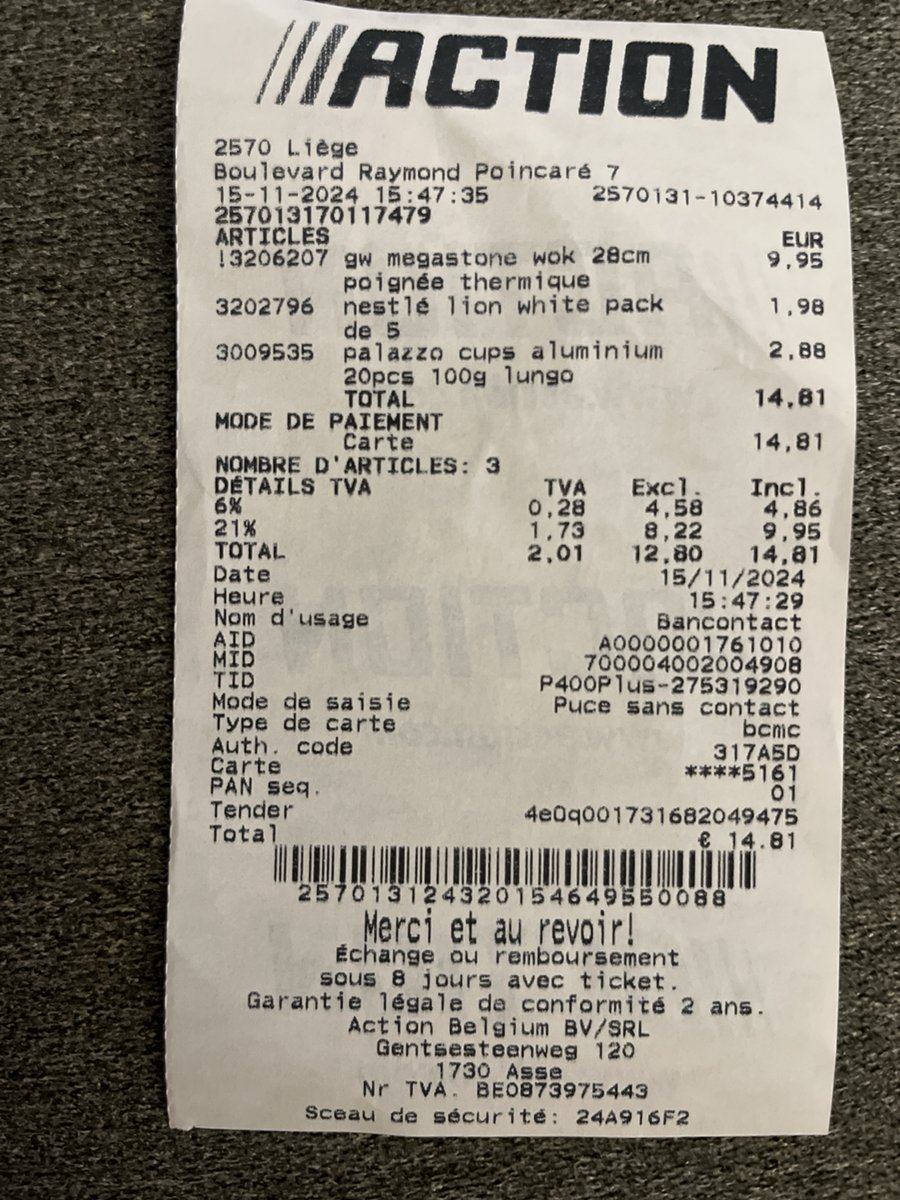 ///ACTION
2570 Liège
Boulevard Raymond Poincaré 7
15-11-2024 15:47:35 2570131-10374414
257013170117479
ARTICLES EUR
!3206207 gw megastone wok 28cm 9,95
poignée thermique
3202796 nestlé lion white pack 1,98
de 5
3009535 palazzo cups aluminium 2,88
20pcs 100g lungo
TOTAL 14,81
MODE DE PAIEMENT
Carte 14,81
NOMBRE D'ARTICLES: 3
DÉTAILS TVA TVA Excl. Incl.
6% 0,28 4,58 4,86
21% 1,73 8,22 9,95
TOTAL 2,01 12,80 14,81
Date 15/11/2024
Heure 15:47:29
Nom d'usage Bancontact
AID A0000001761010
MID 700004002004908
TID P400Plus-275319290
Mode de saisie Puce sans contact
Type de carte bcmc
Auth. code 317A5D
Carte ****5161
PAN seq. 01
Tender 4e0q001731682049475
Total € 14.81
2570131243201546495 50088
Merci et au revoir!
Échange ou remboursement
sous 8 jours avec ticket.
Garantie légale de conformité 2 ans.
Action Belgium BV/SRL
Gentsesteenweg 120
1730 Asse
Nr TVA. BE0873975443
Sceau de sécurité: 24A916F2